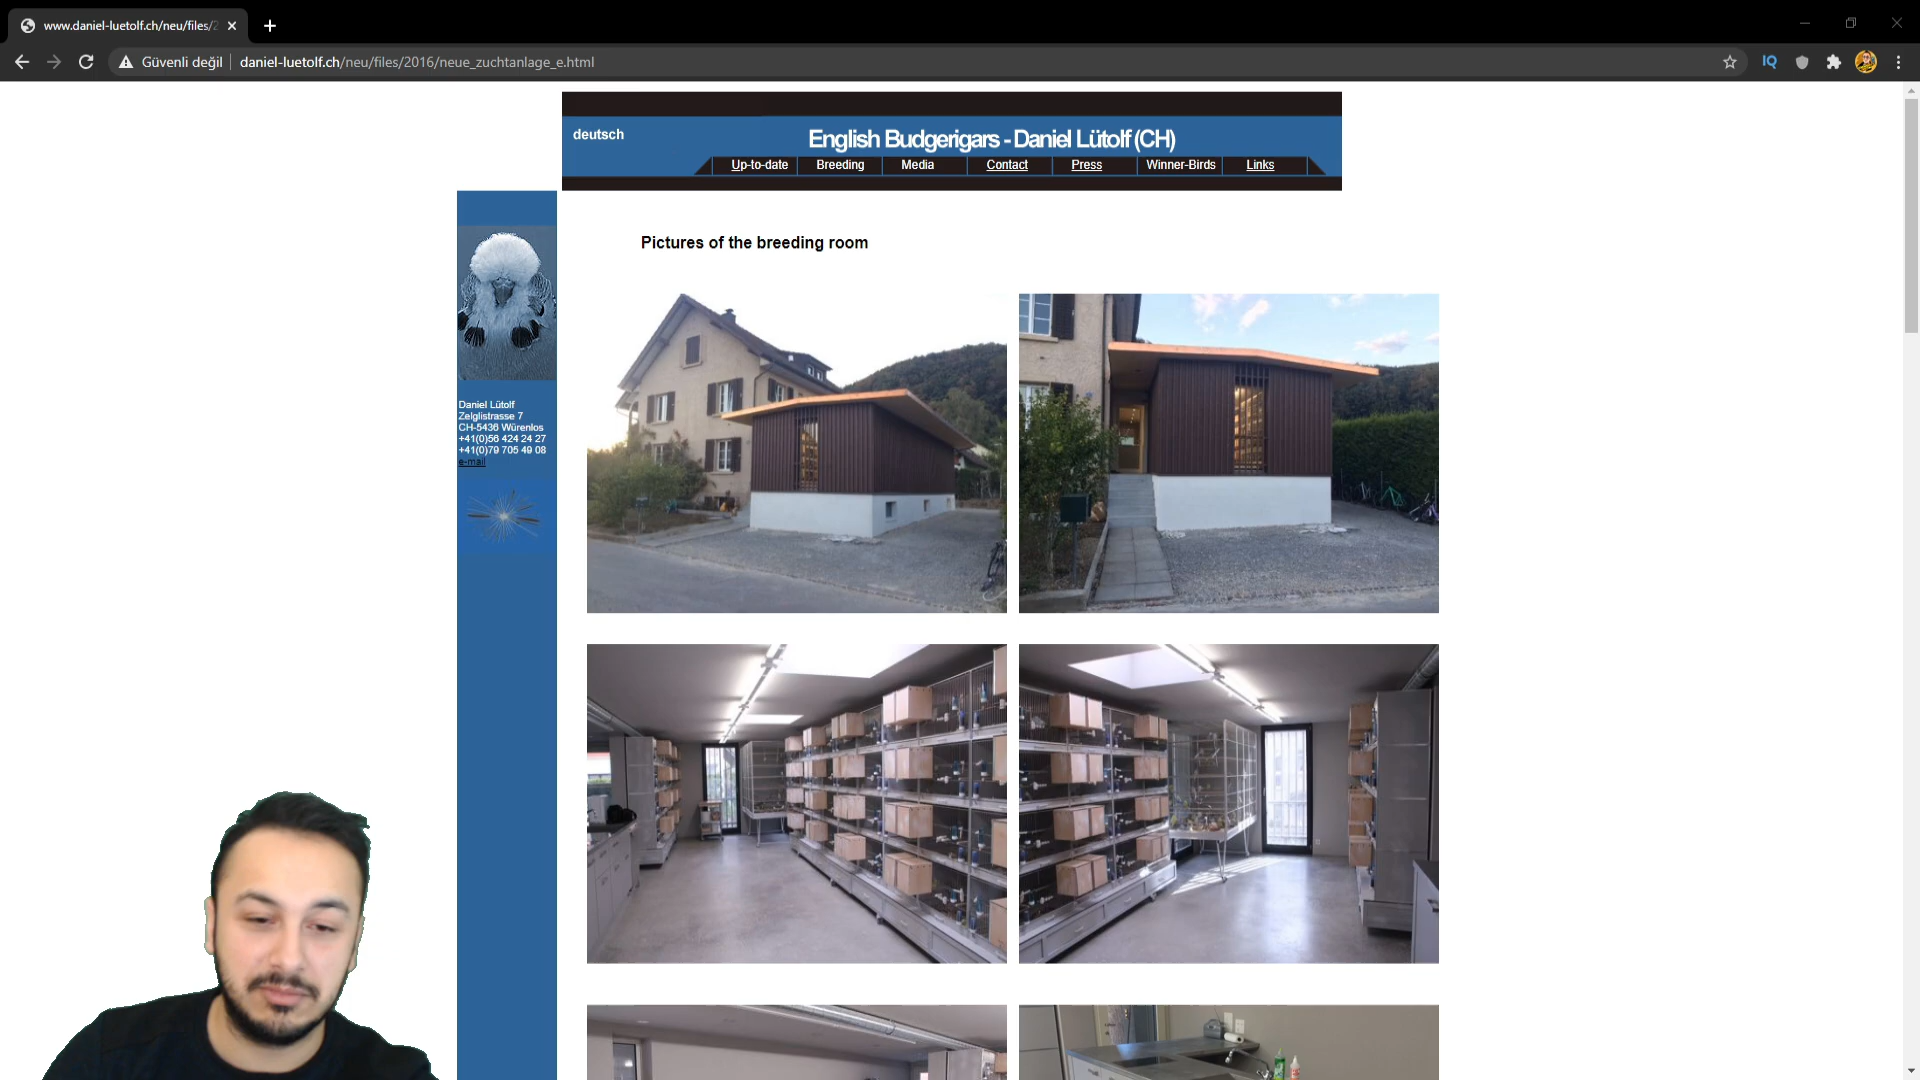 www.daniel-luetolf.ch/neu/files/2
Güvenli değil
daniel-luetolf.ch/neu/files/2016/neue_zuchtanlage_e.html
IQ
deutsch
English Budgerigars - Daniel Lütolf (CH)
Up-to-date
Breeding
Media
Contact
Press
Winner-Birds
Links
Pictures of the breeding room
Daniel Lütolf
Zelglistrasse 7
CH-5436 Würenlos
+41(0)56 424 24 27
+41(0)79 705 49 08
e-mail